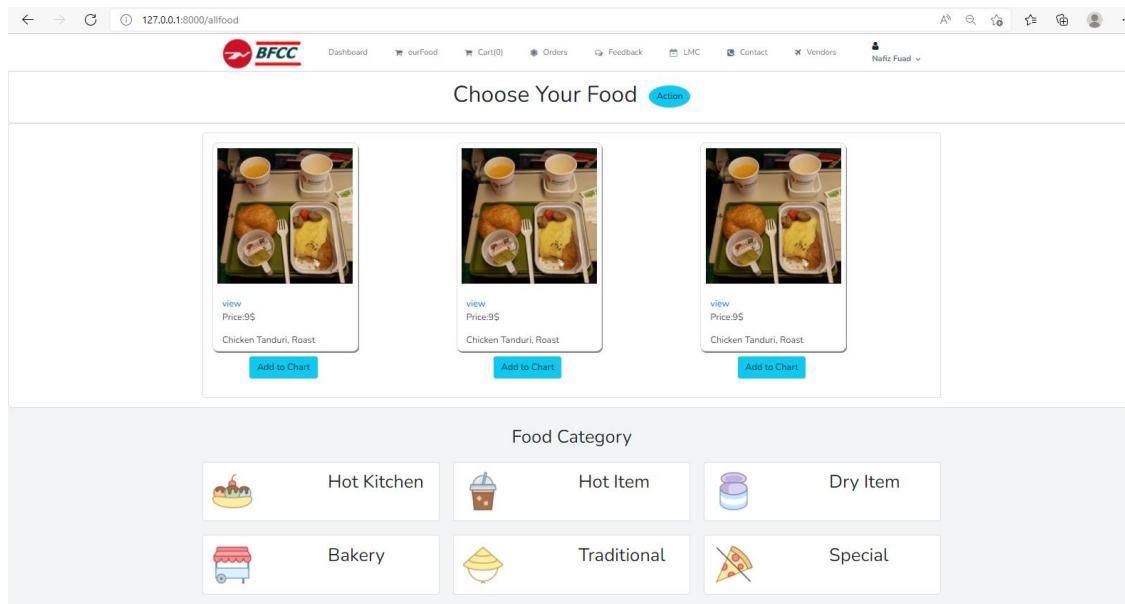 127.0.0.1:8000/allfood
BFCC Dashboard ourFood Cart(0) Orders Feedback LMC Contact Vendors Nafiz Fuad
Choose Your Food Action
view view view
Price:9$ Price:9$ Price:9$
Chicken Tanduri, Roast Chicken Tanduri, Roast Chicken Tanduri, Roast
Add to Chart Add to Chart Add to Chart
Food Category
Hot Kitchen Hot Item Dry Item
Bakery Traditional Special